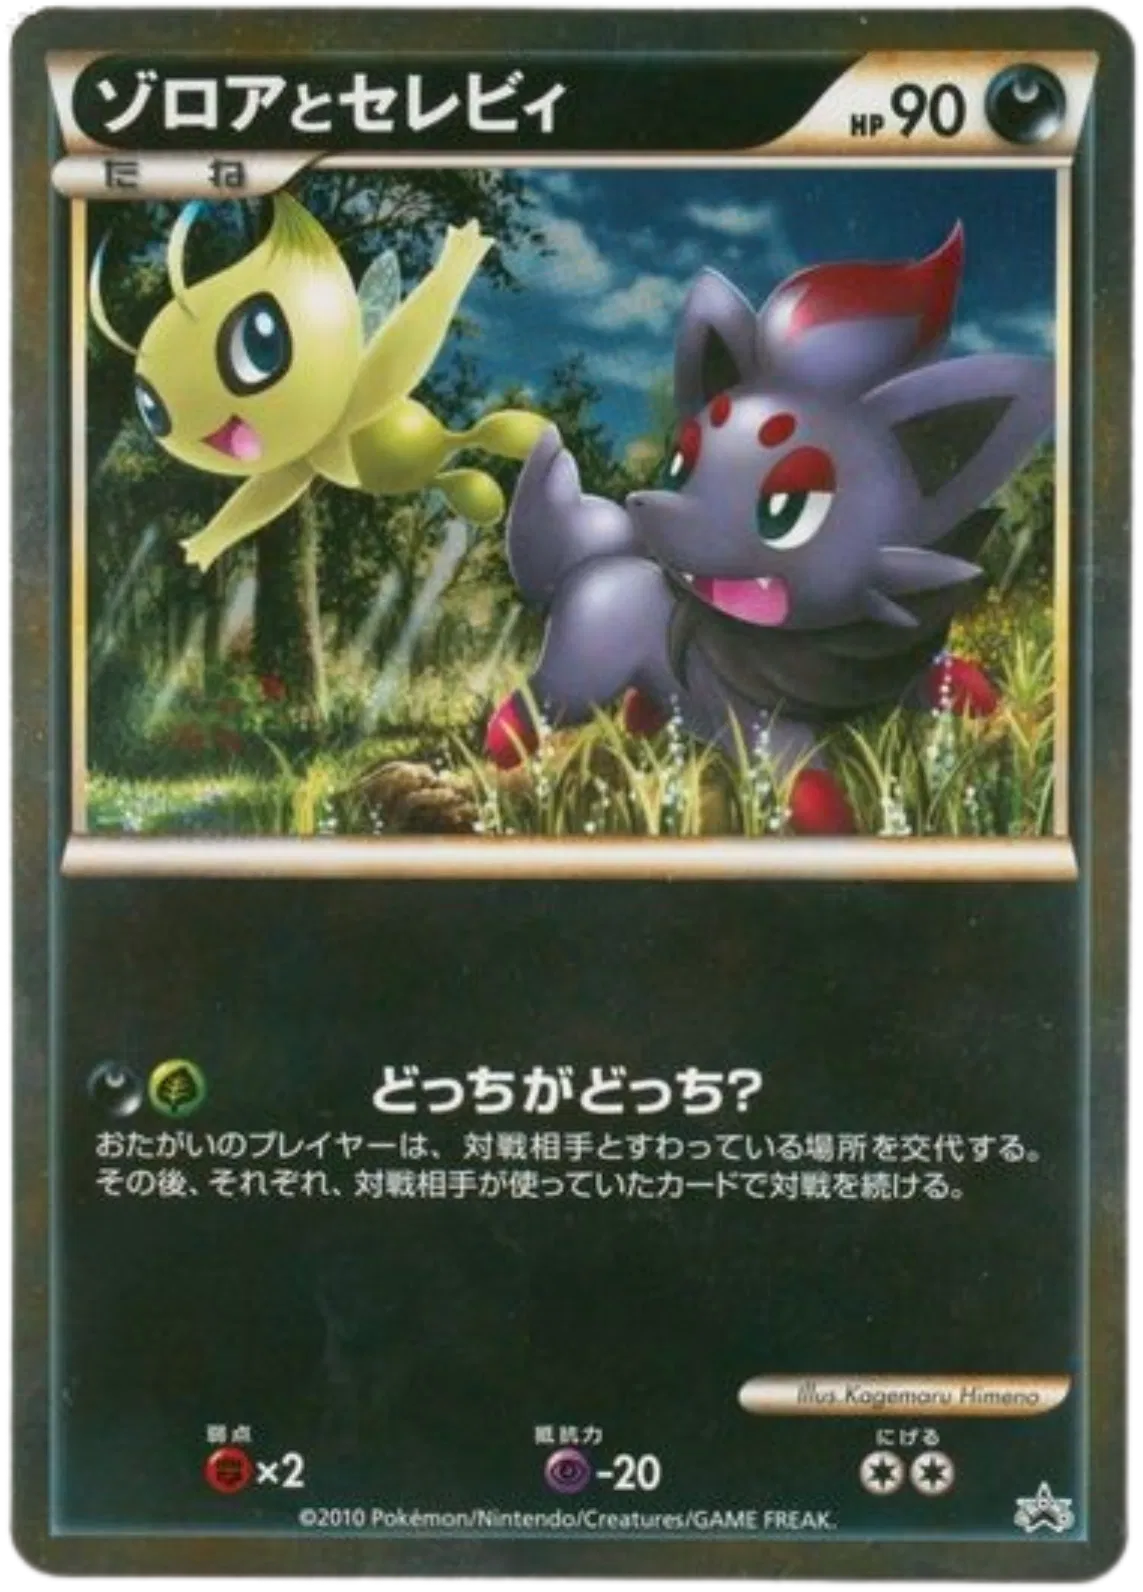 ゾロアとセレビィ
HP90
たね
どっちがどっち?
おたがいのプレイヤーは、対戦相手とすわっている場所を交代する。
その後、それぞれ、対戦相手が使っていたカードで対戦を続ける。
illus.Kagemaru Himeno
弱点 抵抗力 にげる
×2 -20
©2010 Pokémon/Nintendo/Creatures/GAME FREAK.